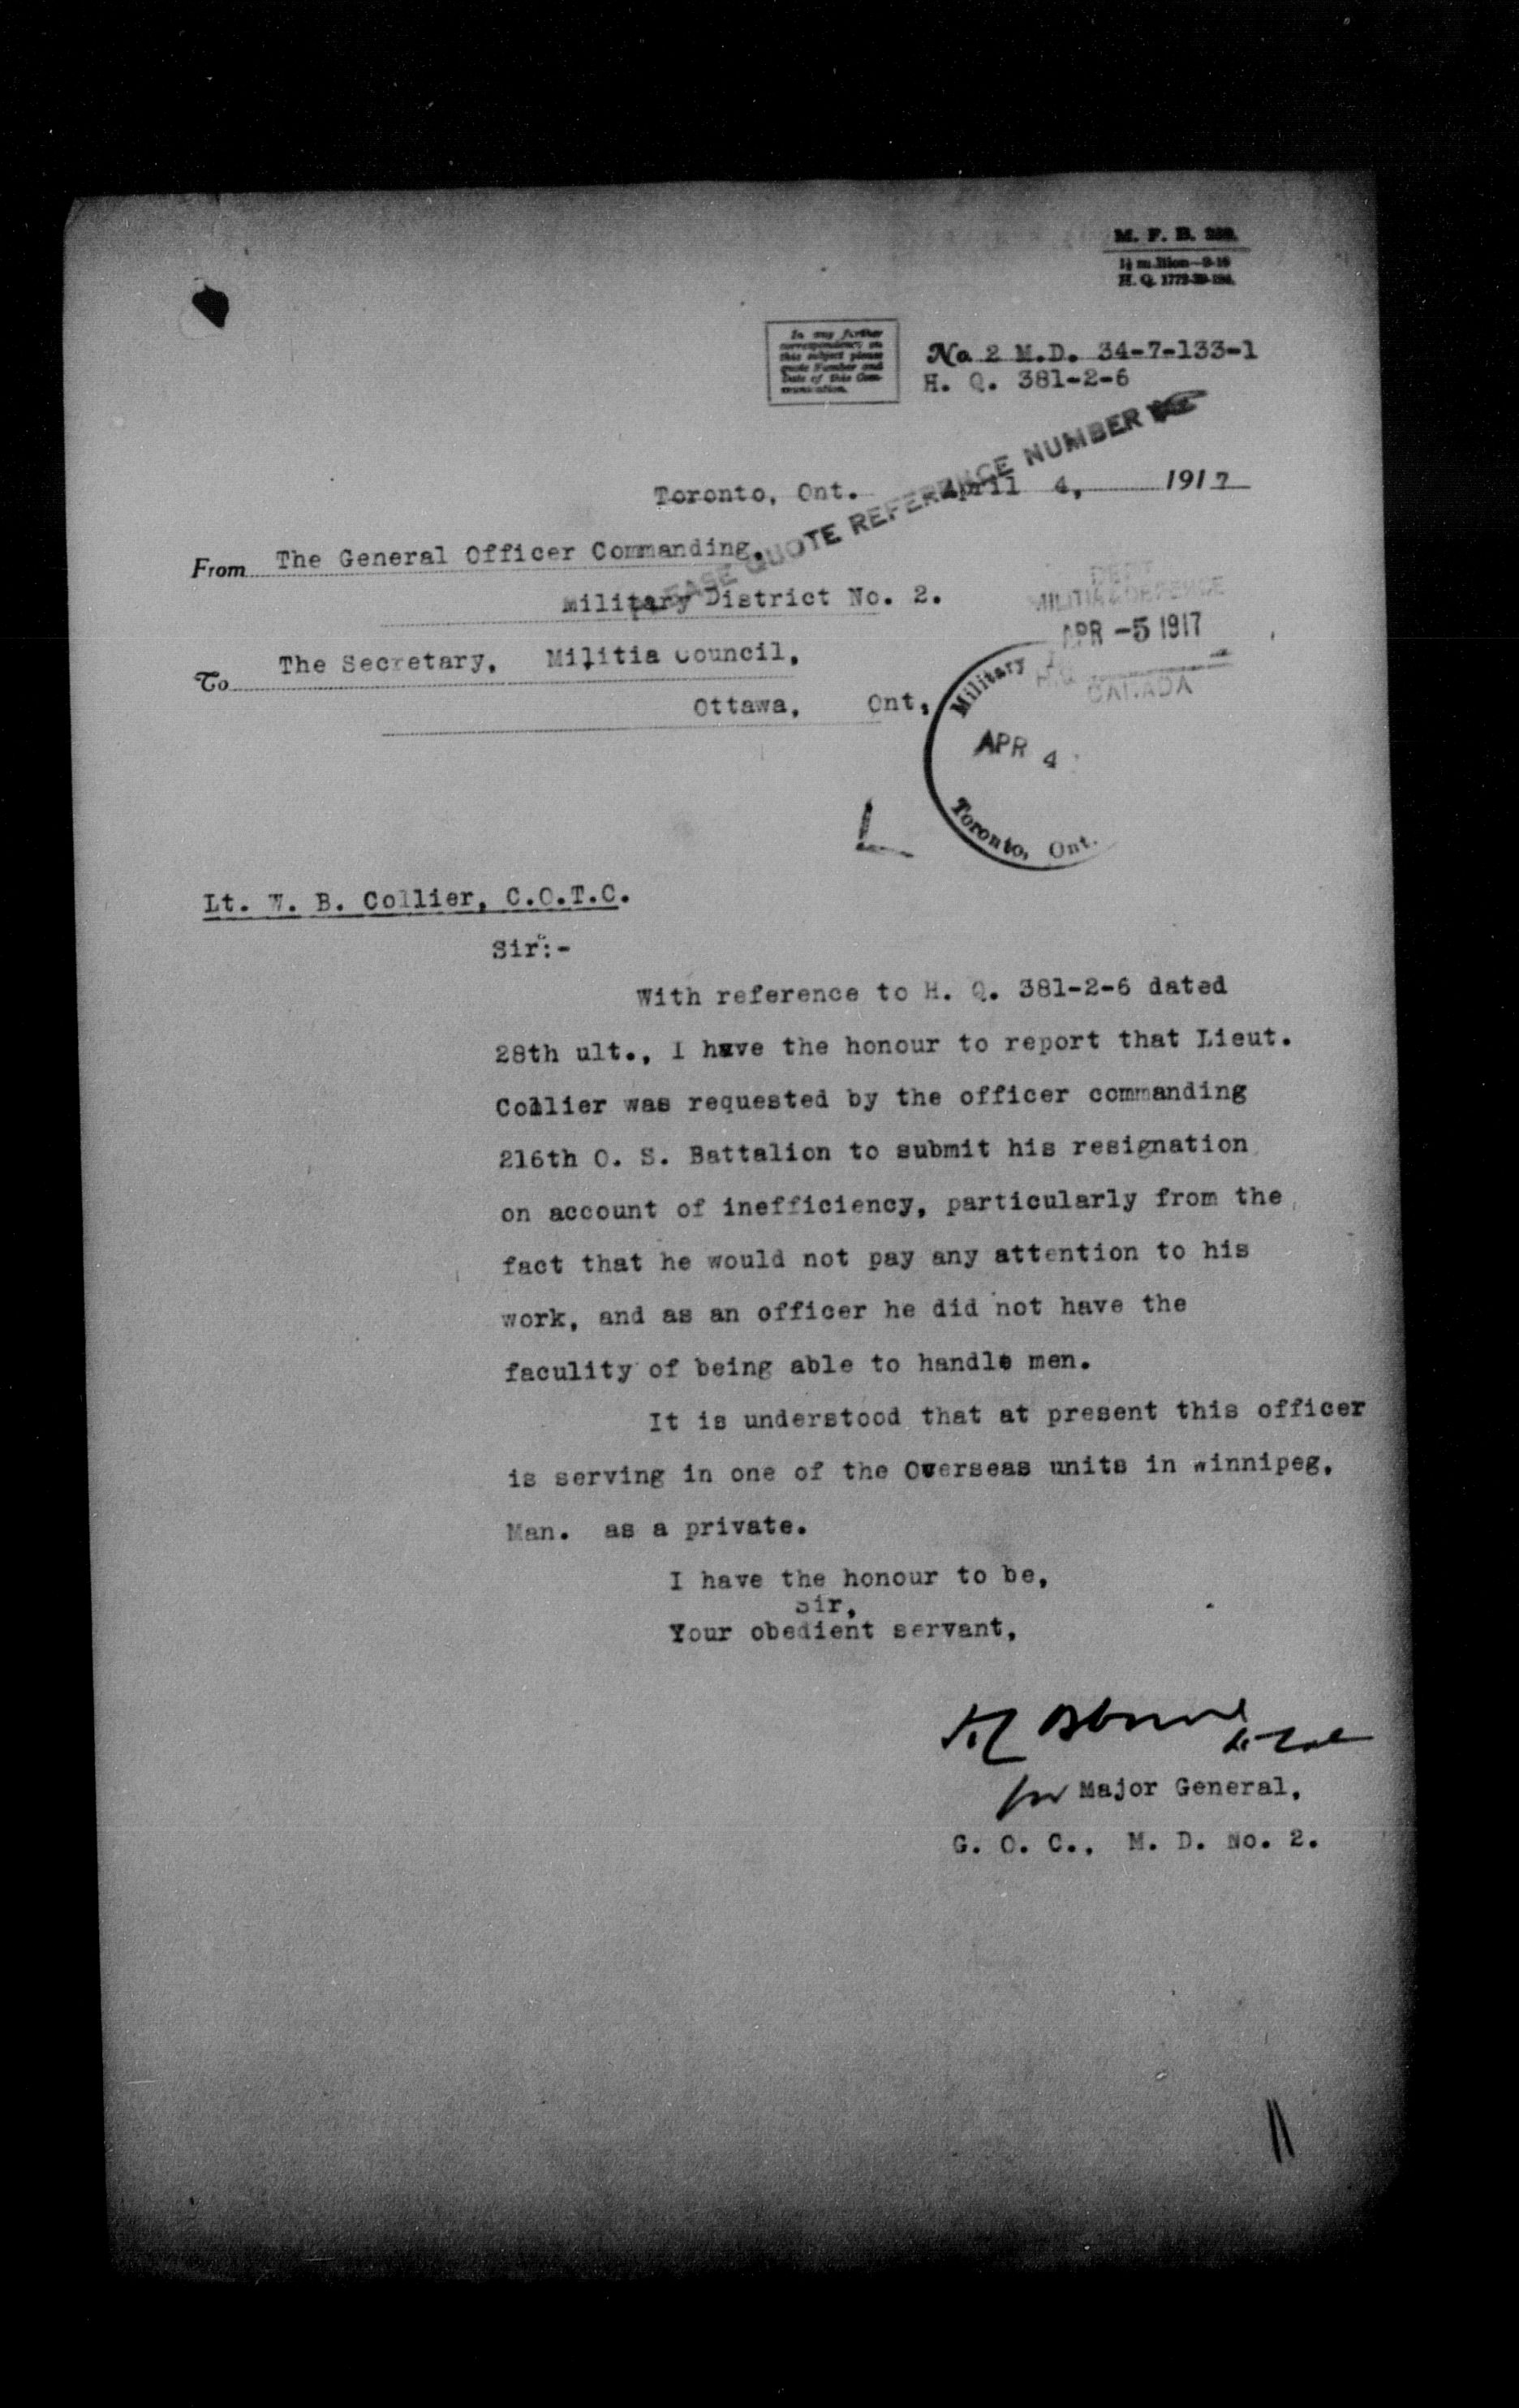 M. F. B.
H. Q.
In any further
correspondence on
this subject please
quote Number and
Date of this Com-
munication.
No 2 M.D. 34-7-133-1
H. Q. 381-2-6
PLEASE QUOTE REFERENCE NUMBER
Toronto, Ont. April 4, 1917
From The General Officer Commanding,
Military District No. 2.
DEPT
MILITIA & DEFENCE
APR -5 1917
H.Q.
CANADA
To The Secretary, Militia Council,
Ottawa, Ont,
Military
APR 4
Toronto, Ont.
Lt. W. B. Collier, C.O.T.C.
Sir:-
With reference to H. Q. 381-2-6 dated
28th ult., I have the honour to report that Lieut.
Collier was requested by the officer commanding
216th O. S. Battalion to submit his resignation
on account of inefficiency, particularly from the
fact that he would not pay any attention to his
work, and as an officer he did not have the
faculity of being able to handle men.
It is understood that at present this officer
is serving in one of the Overseas units in Winnipeg,
Man. as a private.
I have the honour to be,
Sir,
Your obedient servant,
for Major General,
G. O. C., M. D. No. 2.